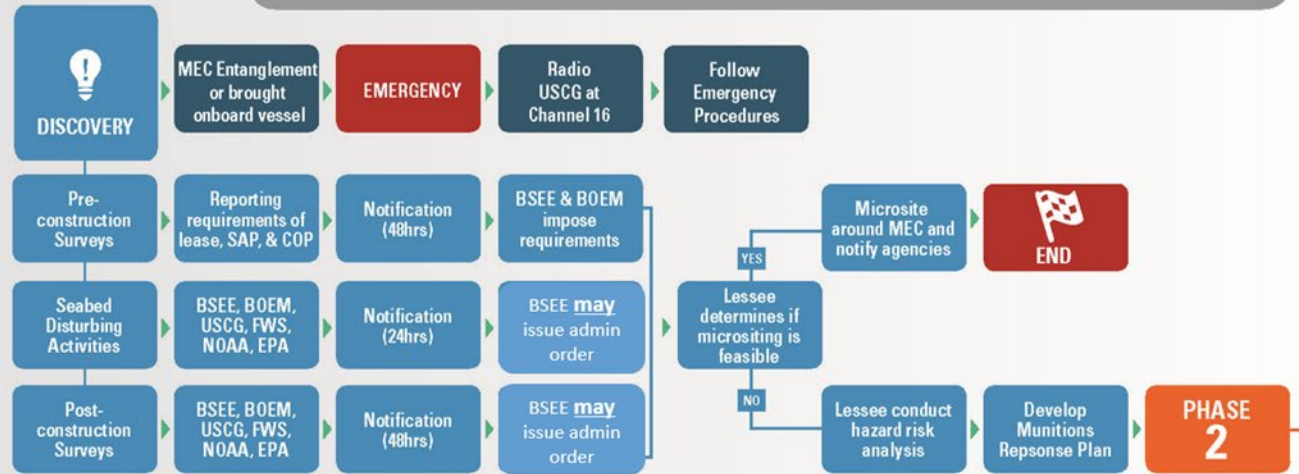 DISCOVERY
MEC Entanglement
or brought
onboard vessel
EMERGENCY
Radio
USCG at
Channel 16
Follow
Emergency
Procedures
Pre-
construction
Surveys
Reporting
requirements of
lease, SAP, & COP
Notification
(48hrs)
BSEE & BOEM
impose
requirements
Seabed
Disturbing
Activities
BSEE, BOEM,
USCG, FWS,
NOAA, EPA
Notification
(24hrs)
BSEE may
issue admin
order
Post-
construction
Surveys
BSEE, BOEM,
USCG, FWS,
NOAA, EPA
Notification
(48hrs)
BSEE may
issue admin
order
Lessee
determines if
micrositing is
feasible
YES
Microsite
around MEC and
notify agencies
END
NO
Lessee conduct
hazard risk
analysis
Develop
Munitions
Repsonse Plan
PHASE
2